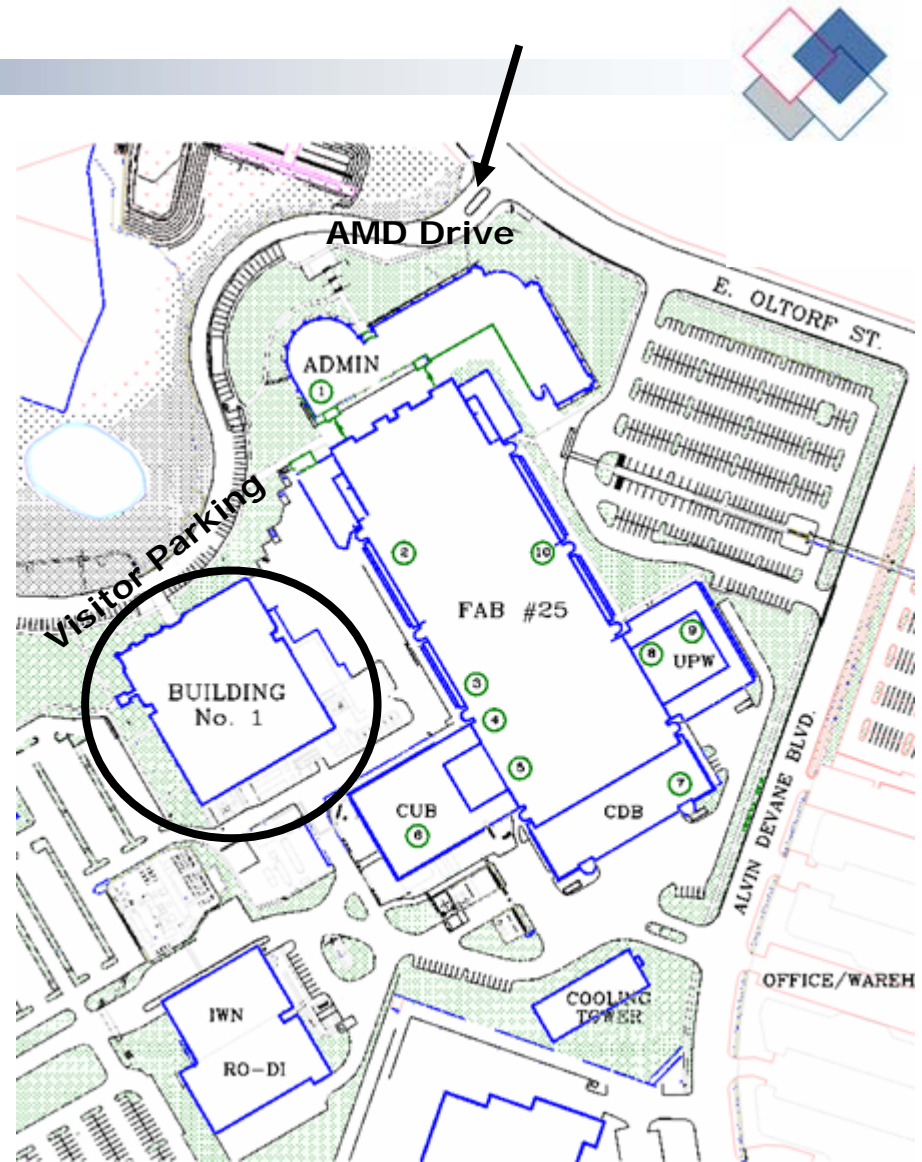 AMD Drive
E. OLTORF ST.
ADMIN
1
Visitor Parking
2
10
FAB #25
9
8
UPW
3
BUILDING
No. 1
4
5
7
CUB
CDB
6
ALVIN DEVANE BLVD.
OFFICE/WAREH
IWN
COOLING
TOWER
RO-DI